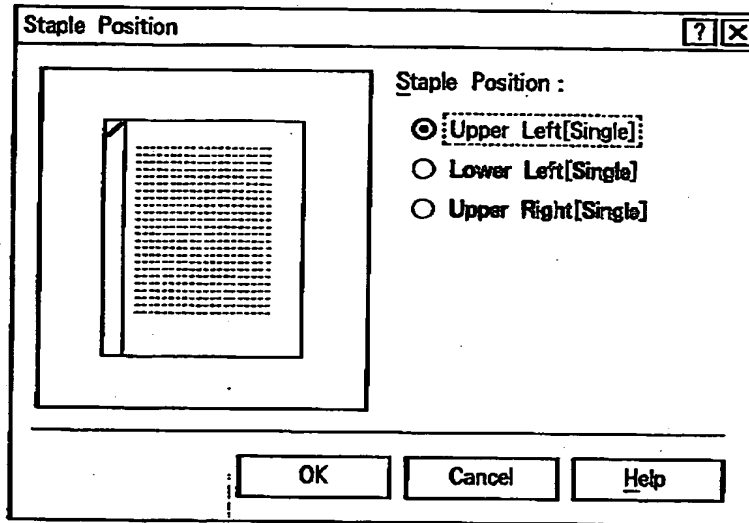 Staple Position
Staple Position :
Upper Left[Single]
Lower Left[Single]
Upper Right[Single]
OK Cancel Help